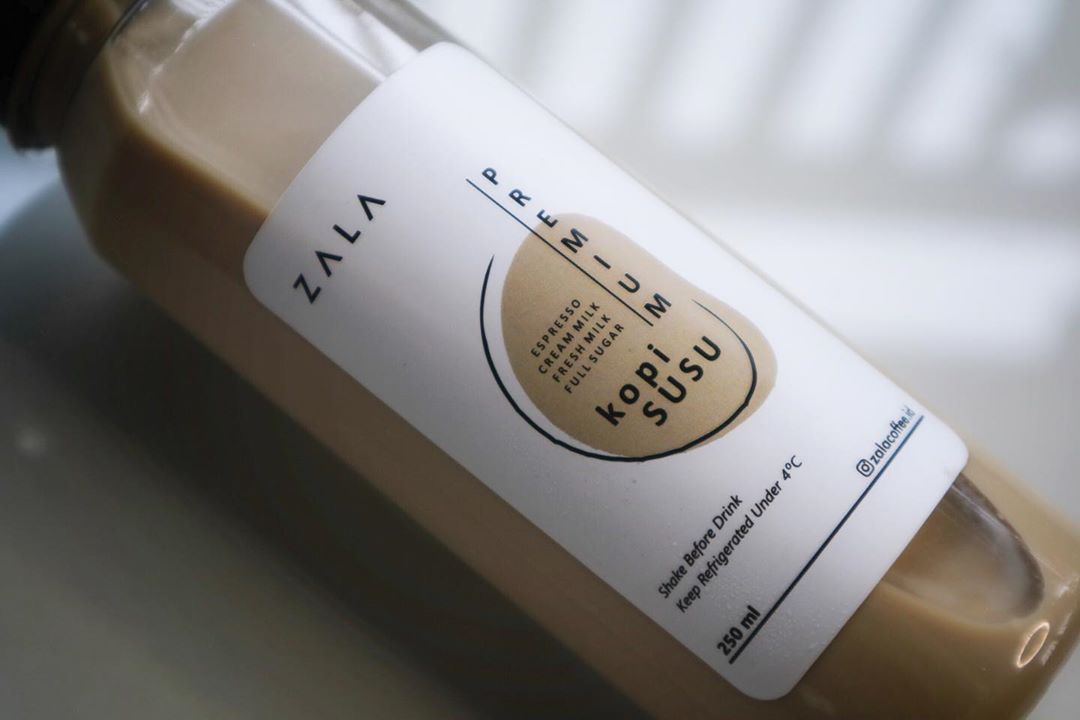 ZALA
PREMIUM
ESPRESSO
CREAM MILK
FRESH MILK
FULL SUGAR
kopi
SUSU
Shake Before Drink
Keep Refrigerated Under 4°C
250 ml
zalacoffee.id